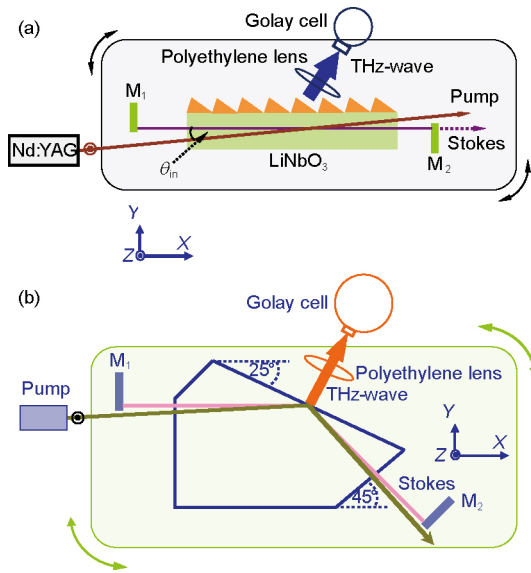 (a)
Golay cell
Polyethylene lens
THz-wave
M1
Pump
Nd:YAG
θin
LiNbO3
M2
Stokes
Y
Z
X
(b)
Golay cell
M1
25°
Pump
Polyethylene lens
THz-wave
Y
Z
X
Stokes
45°
M2